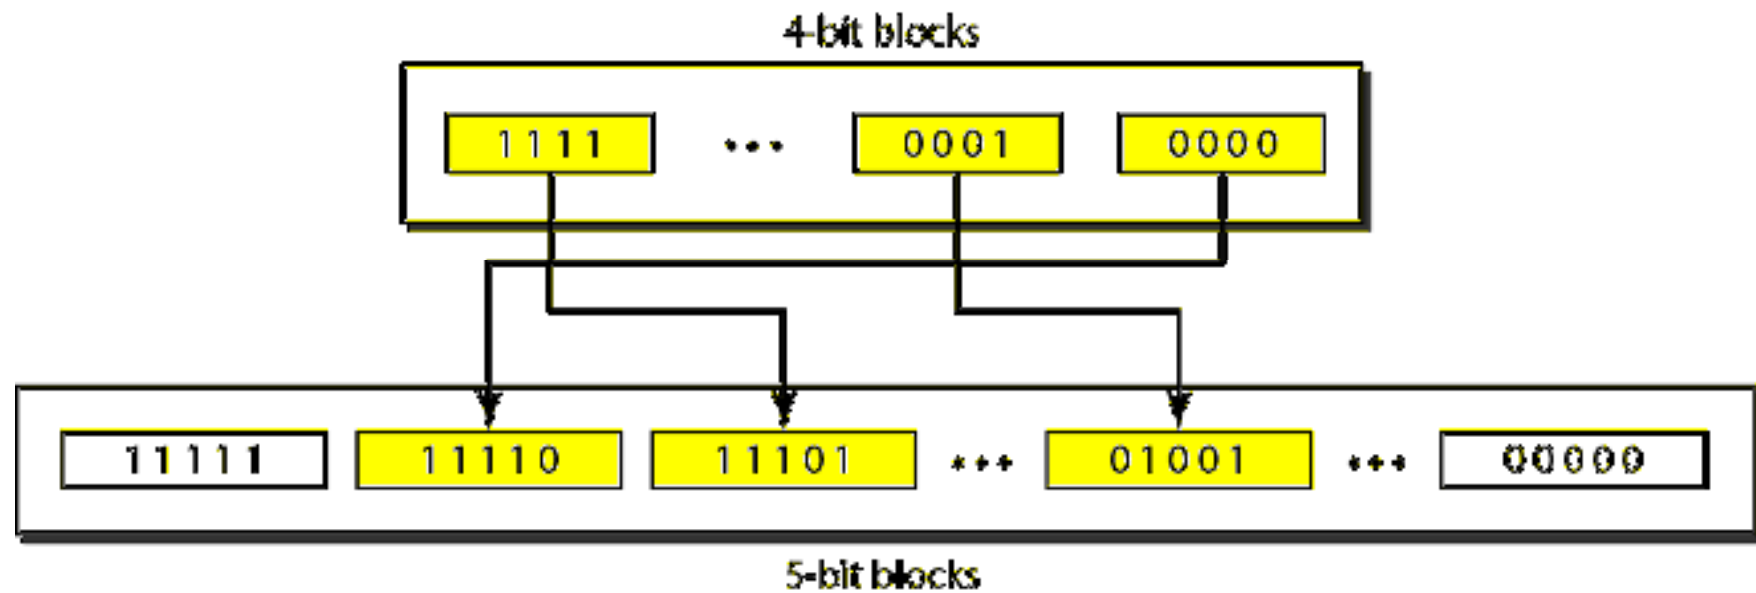 4-bit blocks
1111 ... 0001 0000
11111 11110 11101 ... 01001 ... 00000
5-bit blocks